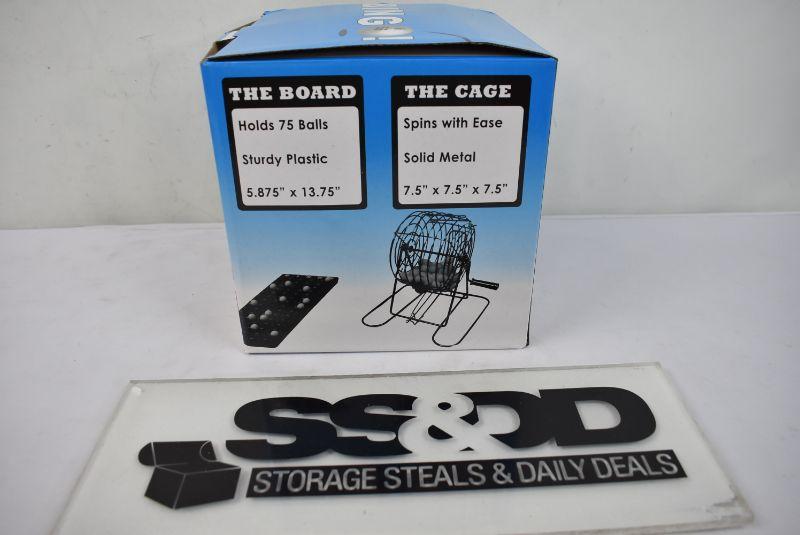 INGO!
THE BOARD
Holds 75 Balls
Sturdy Plastic
5.875” x 13.75”
THE CAGE
Spins with Ease
Solid Metal
7.5” x 7.5” x 7.5”
SS&DD
STORAGE STEALS & DAILY DEALS